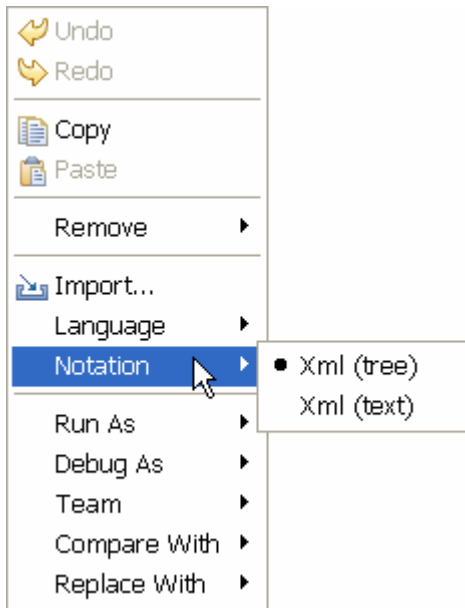 Undo
Redo
Copy
Paste
Remove
Import...
Language
Notation
Xml (tree)
Xml (text)
Run As
Debug As
Team
Compare With
Replace With